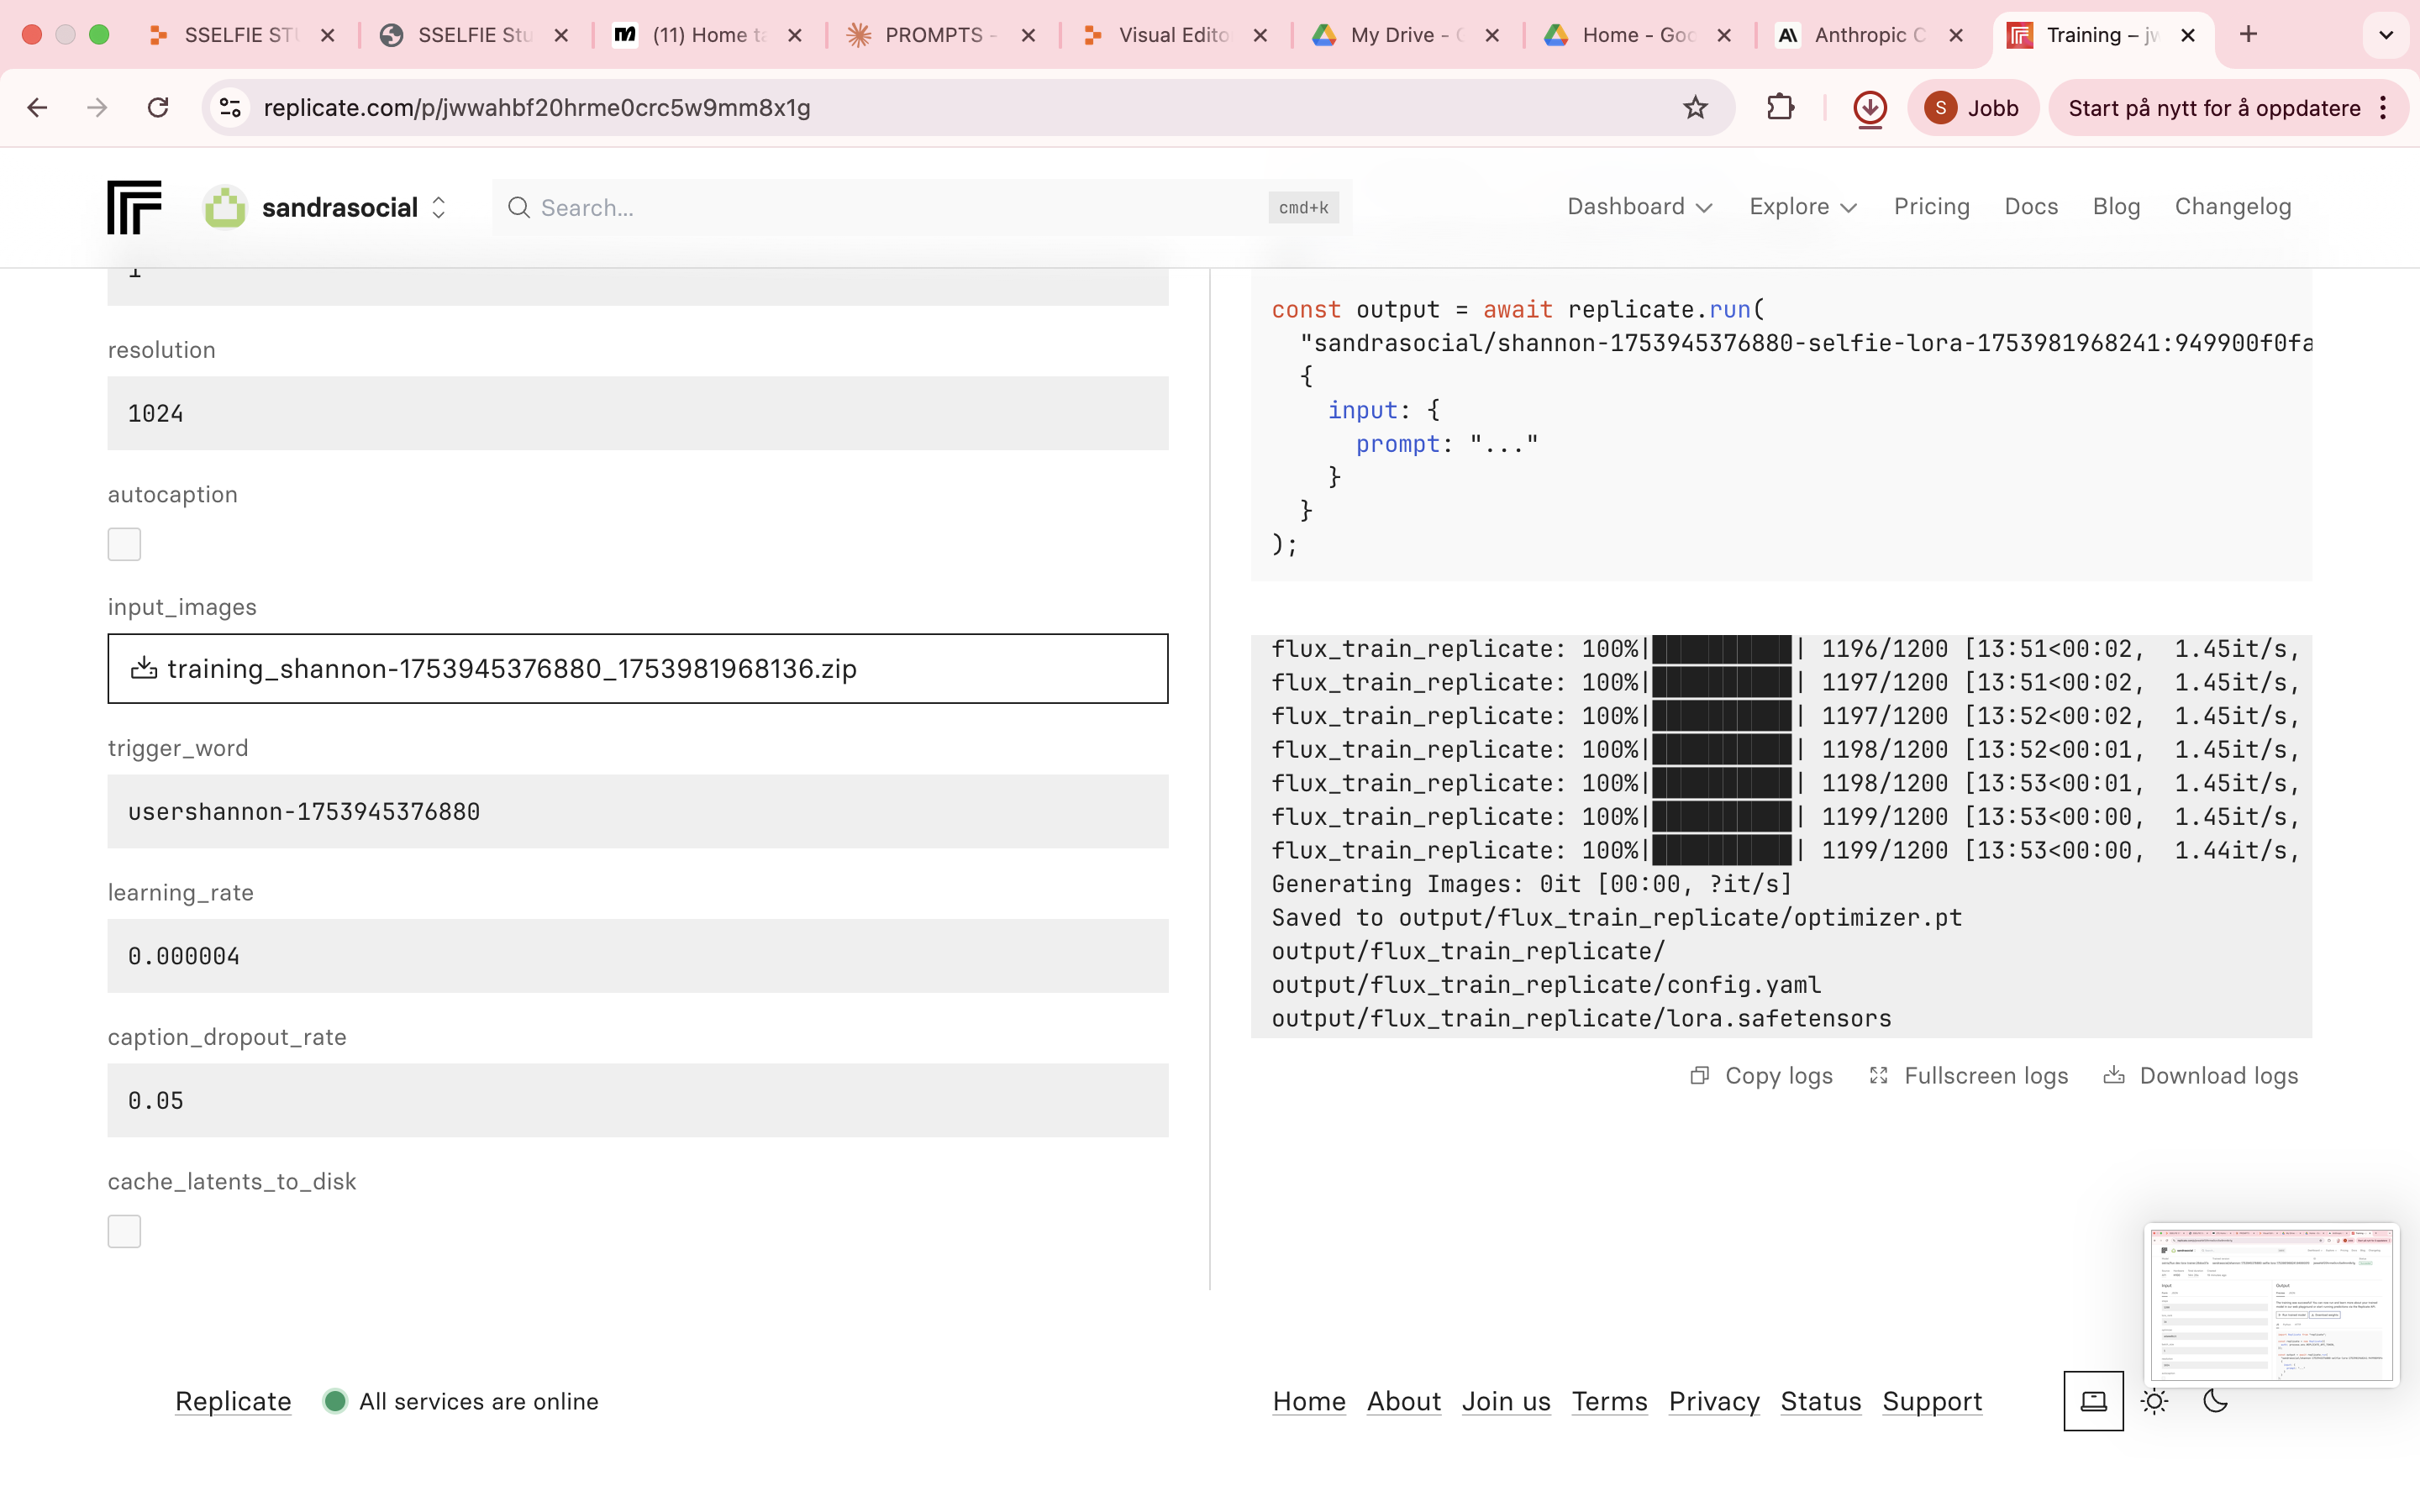 SSELFIE STU
SSELFIE Stu
(11) Home ta
PROMPTS -
Visual Edito
My Drive - G
Home - Goo
Anthropic C
Training – jw
replicate.com/p/jwwahbf20hrme0crc5w9mm8x1g
S Jobb
Start på nytt for å oppdatere
sandrasocial
Search...
cmd+k
Dashboard
Explore
Pricing
Docs
Blog
Changelog
1
resolution
1024
autocaption
input_images
training_shannon-1753945376880_1753981968136.zip
trigger_word
usershannon-1753945376880
learning_rate
0.000004
caption_dropout_rate
0.05
cache_latents_to_disk
const output = await replicate.run(
"sandrasocial/shannon-1753945376880-selfie-lora-1753981968241:949900f0fa
{
input: {
prompt: "..."
}
}
);
flux_train_replicate: 100%|██████████| 1196/1200 [13:51<00:02, 1.45it/s,
flux_train_replicate: 100%|██████████| 1197/1200 [13:51<00:02, 1.45it/s,
flux_train_replicate: 100%|██████████| 1197/1200 [13:52<00:02, 1.45it/s,
flux_train_replicate: 100%|██████████| 1198/1200 [13:52<00:01, 1.45it/s,
flux_train_replicate: 100%|██████████| 1198/1200 [13:53<00:01, 1.45it/s,
flux_train_replicate: 100%|██████████| 1199/1200 [13:53<00:00, 1.45it/s,
flux_train_replicate: 100%|██████████| 1199/1200 [13:53<00:00, 1.44it/s,
Generating Images: 0it [00:00, ?it/s]
Saved to output/flux_train_replicate/optimizer.pt
output/flux_train_replicate/
output/flux_train_replicate/config.yaml
output/flux_train_replicate/lora.safetensors
Copy logs
Fullscreen logs
Download logs
Replicate
All services are online
Home
About
Join us
Terms
Privacy
Status
Support